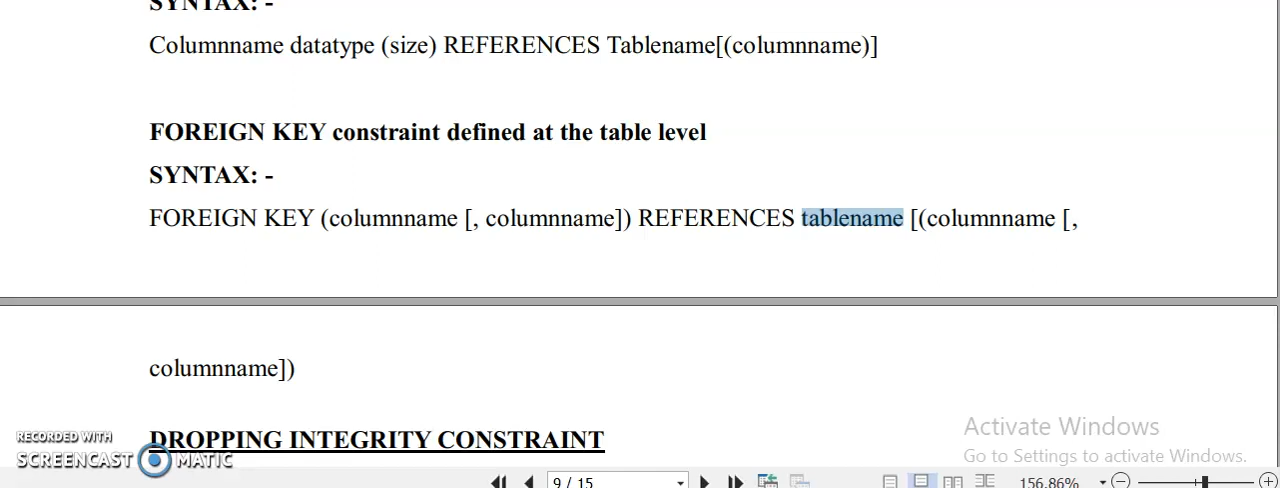 SYNTAX: -
Columnname datatype (size) REFERENCES Tablename[(columnname)]
FOREIGN KEY constraint defined at the table level
SYNTAX: -
FOREIGN KEY (columnname [, columnname]) REFERENCES tablename [(columnname [,
columnname])
DROPPING INTEGRITY CONSTRAINT
Activate Windows
Go to Settings to activate Windows.
RECORDED WITH
SCREENCAST MATIC
9 / 15
156.86%